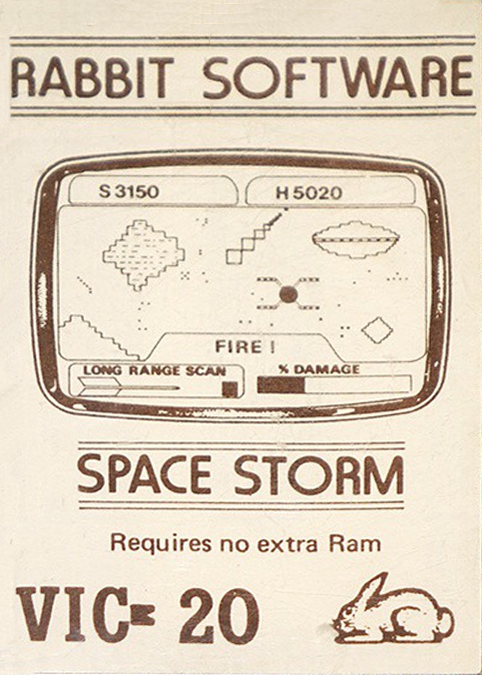 RABBIT SOFTWARE
S 3150 H 5020
FIRE !
LONG RANGE SCAN % DAMAGE
SPACE STORM
Requires no extra Ram
VIC 20